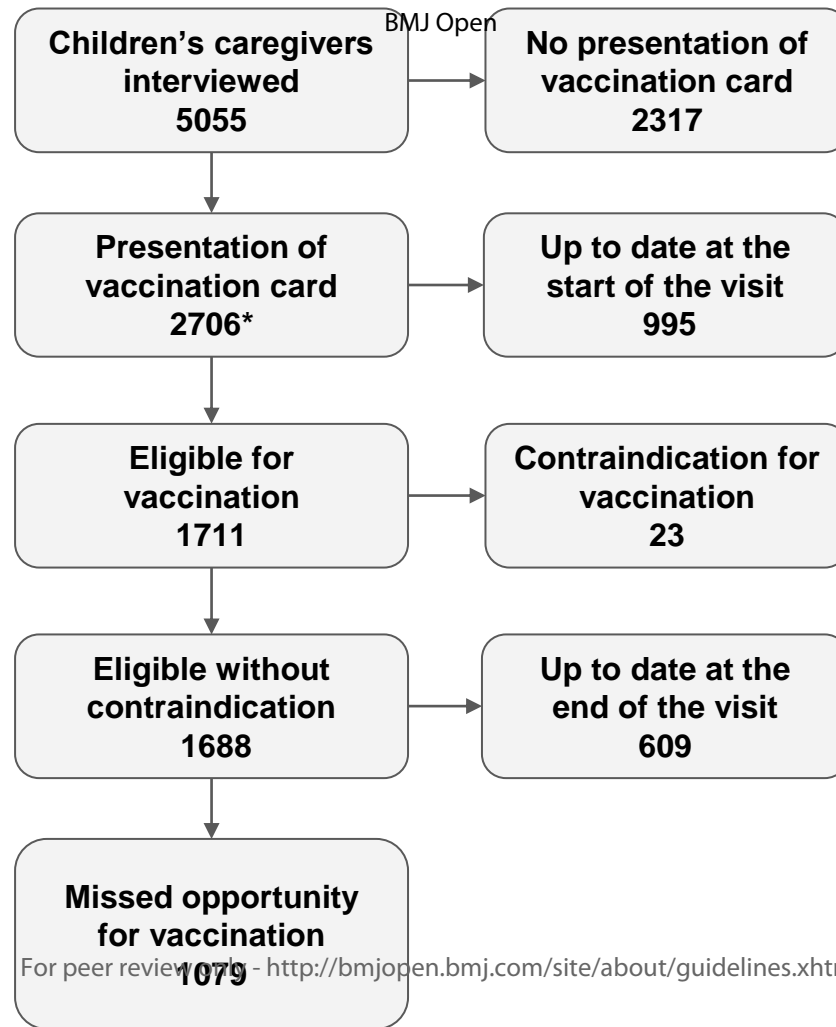 BMJ Open
Children's caregivers
interviewed
5055
No presentation of
vaccination card
2317
Presentation of
vaccination card
2706*
Up to date at the
start of the visit
995
Eligible for
vaccination
1711
Contraindication for
vaccination
23
Eligible without
contraindication
1688
Up to date at the
end of the visit
609
Missed opportunity
for vaccination
1079
For peer review only - http://bmjopen.bmj.com/site/about/guidelines.xhtm